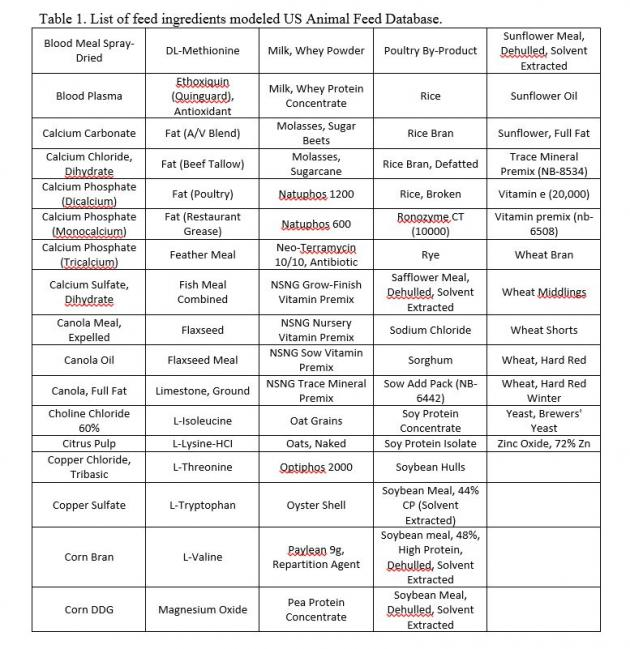 Table 1. List of feed ingredients modeled US Animal Feed Database.
Blood Meal Spray-
Dried
DL-Methionine
Milk, Whey Powder
Poultry By-Product
Sunflower Meal,
Dehulled, Solvent
Extracted
Blood Plasma
Ethoxiquin
(Quinguard),
Antioxidant
Milk, Whey Protein
Concentrate
Rice
Sunflower Oil
Calcium Carbonate
Fat (A/V Blend)
Molasses, Sugar
Beets
Rice Bran
Sunflower, Full Fat
Calcium Chloride,
Dihydrate
Fat (Beef Tallow)
Molasses,
Sugarcane
Rice Bran, Defatted
Trace Mineral
Premix (NB-8534)
Calcium Phosphate
(Dicalcium)
Fat (Poultry)
Natuphos 1200
Rice, Broken
Vitamin e (20,000)
Calcium Phosphate
(Monocalcium)
Fat (Restaurant
Grease)
Natuphos 600
Ronozyme CT
(10000)
Vitamin premix (nb-
6508)
Calcium Phosphate
(Tricalcium)
Feather Meal
Neo-Terramycin
10/10, Antibiotic
Rye
Wheat Bran
Calcium Sulfate,
Dihydrate
Fish Meal
Combined
NSNG Grow-Finish
Vitamin Premix
Safflower Meal,
Dehulled, Solvent
Extracted
Wheat Middlings
Canola Meal,
Expelled
Flaxseed
NSNG Nursery
Vitamin Premix
Sodium Chloride
Wheat Shorts
Canola Oil
Flaxseed Meal
NSNG Sow Vitamin
Premix
Sorghum
Wheat, Hard Red
Canola, Full Fat
Limestone, Ground
NSNG Trace Mineral
Premix
Sow Add Pack (NB-
6442)
Wheat, Hard Red
Winter
Choline Chloride
60%
L-Isoleucine
Oat Grains
Soy Protein
Concentrate
Yeast, Brewers'
Yeast
Citrus Pulp
L-Lysine-HCl
Oats, Naked
Soy Protein Isolate
Zinc Oxide, 72% Zn
Copper Chloride,
Tribasic
L-Threonine
Optiphos 2000
Soybean Hulls
Copper Sulfate
L-Tryptophan
Oyster Shell
Soybean Meal, 44%
CP (Solvent
Extracted)
Corn Bran
L-Valine
Paylean 9g,
Repartition Agent
Soybean meal, 48%,
High Protein,
Dehulled, Solvent
Extracted
Corn DDG
Magnesium Oxide
Pea Protein
Concentrate
Soybean Meal,
Dehulled, Solvent
Extracted